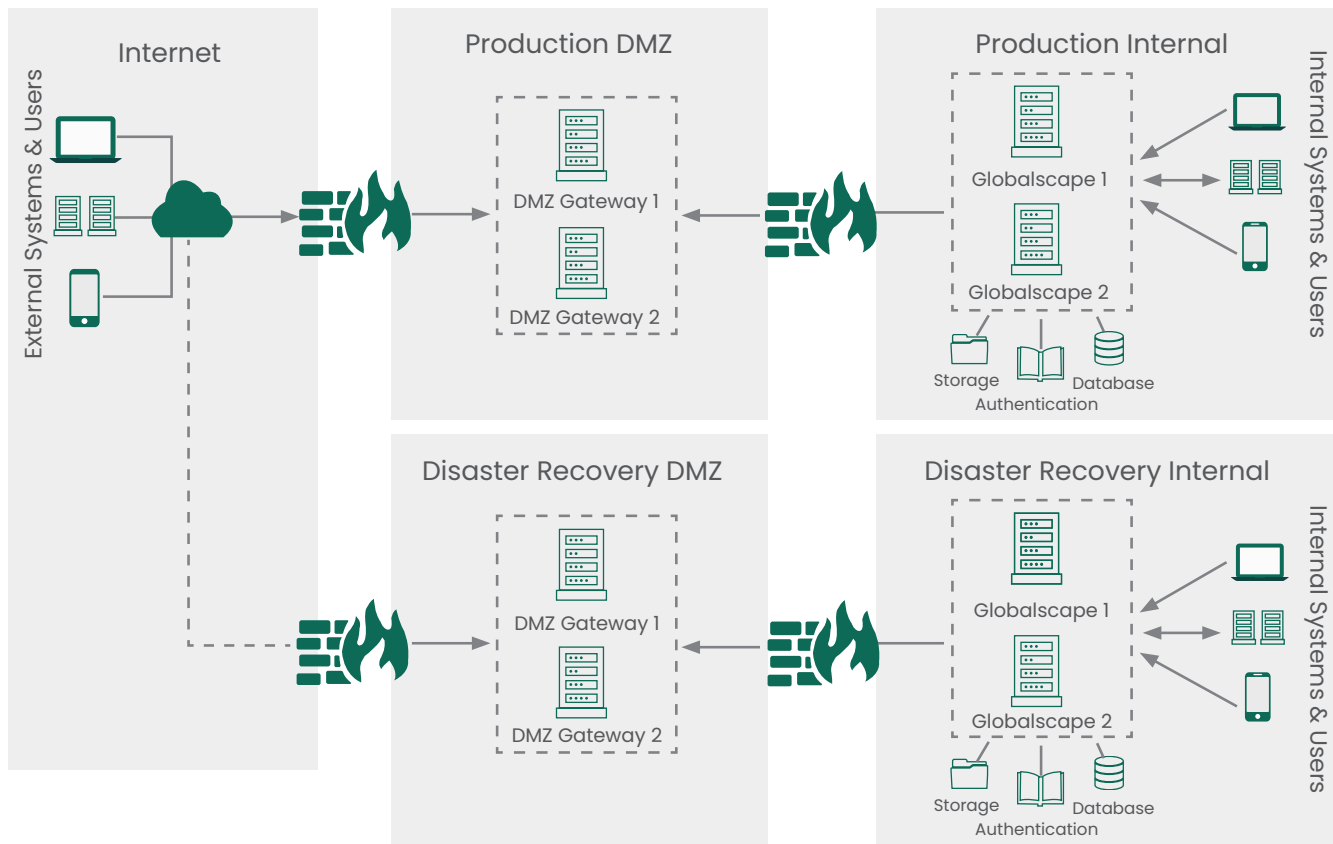 Internet
External Systems & Users
Production DMZ
DMZ Gateway 1
DMZ Gateway 2
Production Internal
Globalscape 1
Globalscape 2
Storage
Authentication
Database
Internal Systems & Users
Disaster Recovery DMZ
DMZ Gateway 1
DMZ Gateway 2
Disaster Recovery Internal
Globalscape 1
Globalscape 2
Storage
Authentication
Database
Internal Systems & Users